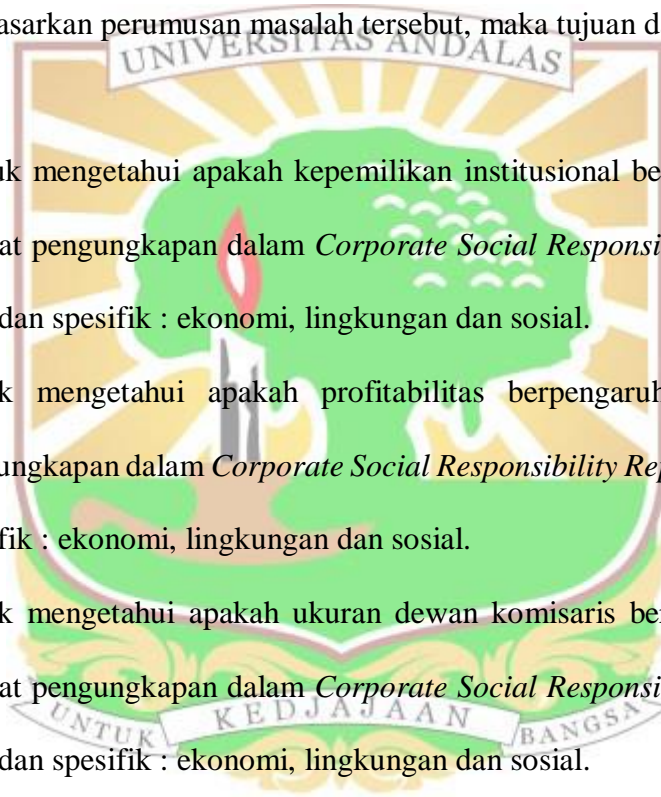 asarkan perumusan masalah tersebut, maka tujuan d
UNIVERSITAS ANDALAS
uk mengetahui apakah kepemilikan institusional be
at pengungkapan dalam Corporate Social Responsi
dan spesifik : ekonomi, lingkungan dan sosial.
k mengetahui apakah profitabilitas berpengaruh
ungkapan dalam Corporate Social Responsibility Rep
fik : ekonomi, lingkungan dan sosial.
k mengetahui apakah ukuran dewan komisaris ber
at pengungkapan dalam Corporate Social Responsi
UNTUK KEDJAJAAN BANGSA
dan spesifik : ekonomi, lingkungan dan sosial.